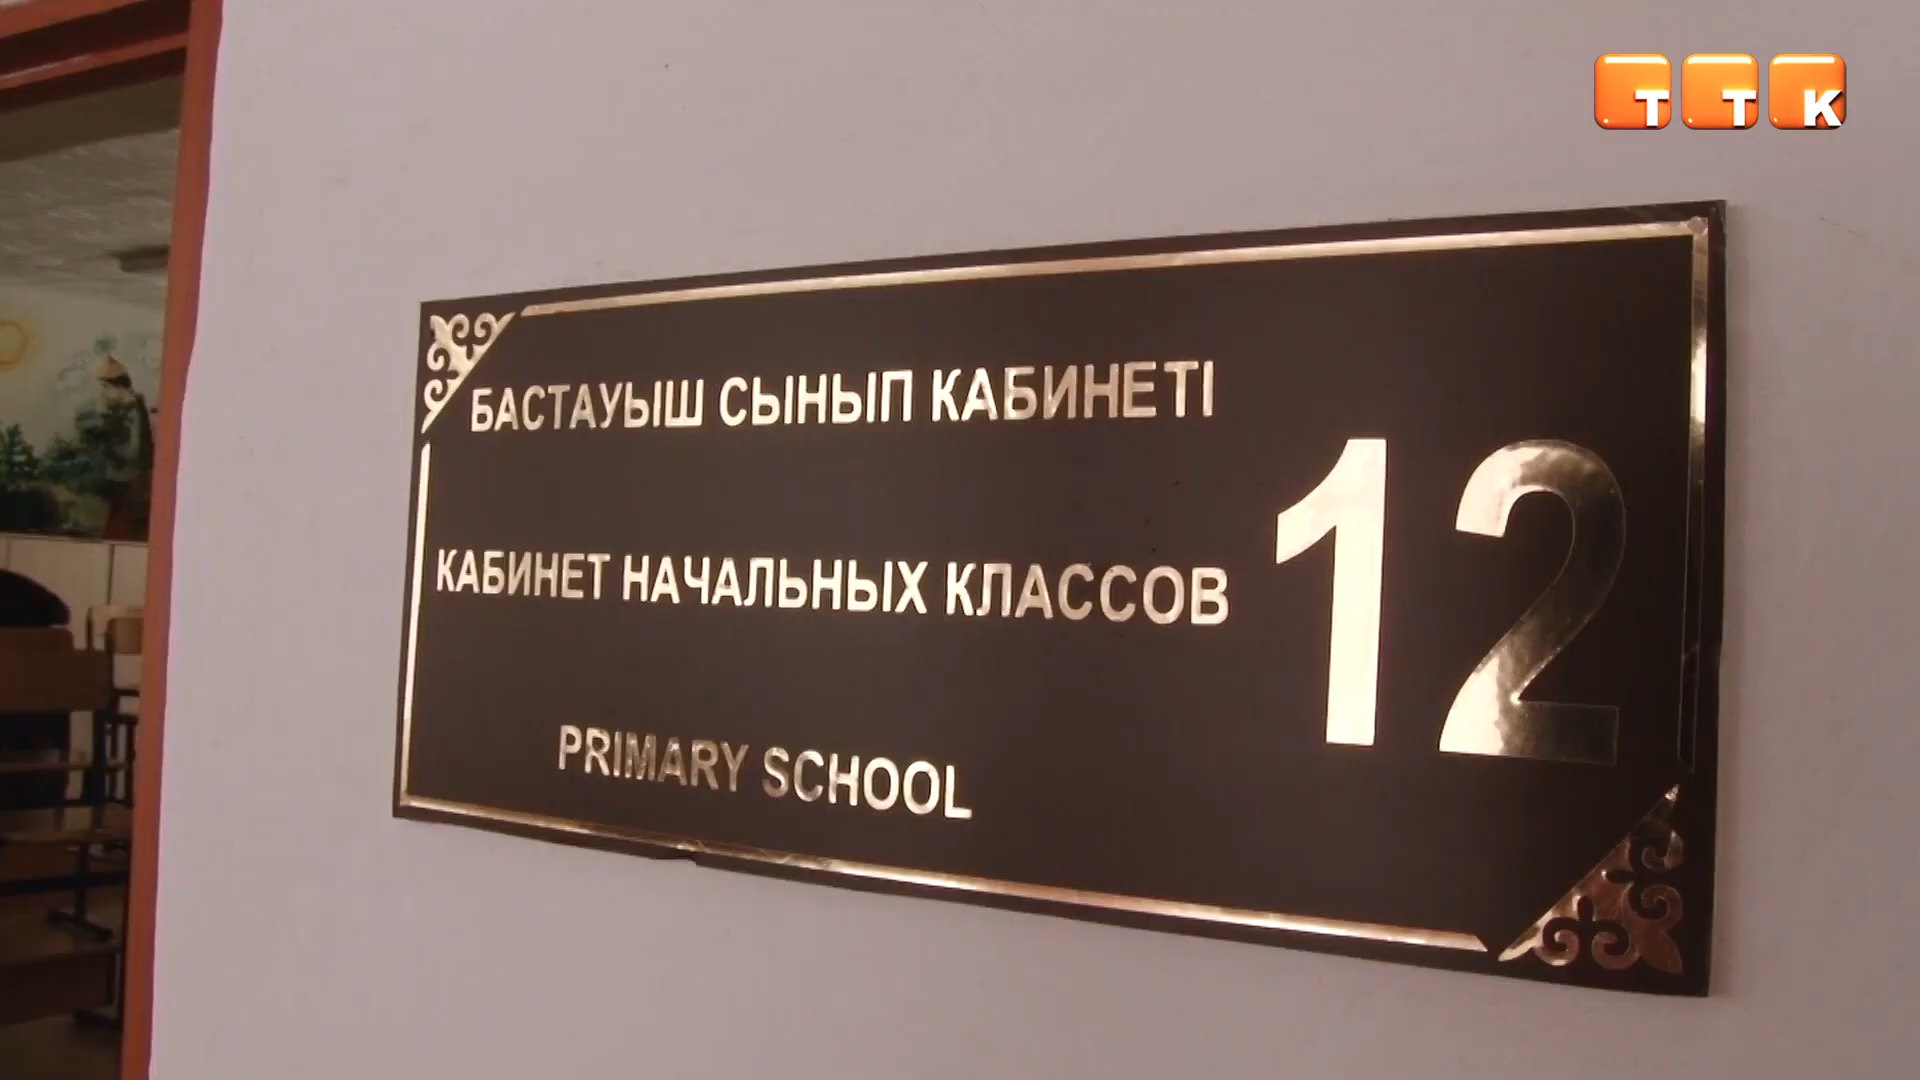 ТТК
БАСТАУЫШ СЫНЫП КАБИНЕТІ
КАБИНЕТ НАЧАЛЬНЫХ КЛАССОВ
12
PRIMARY SCHOOL